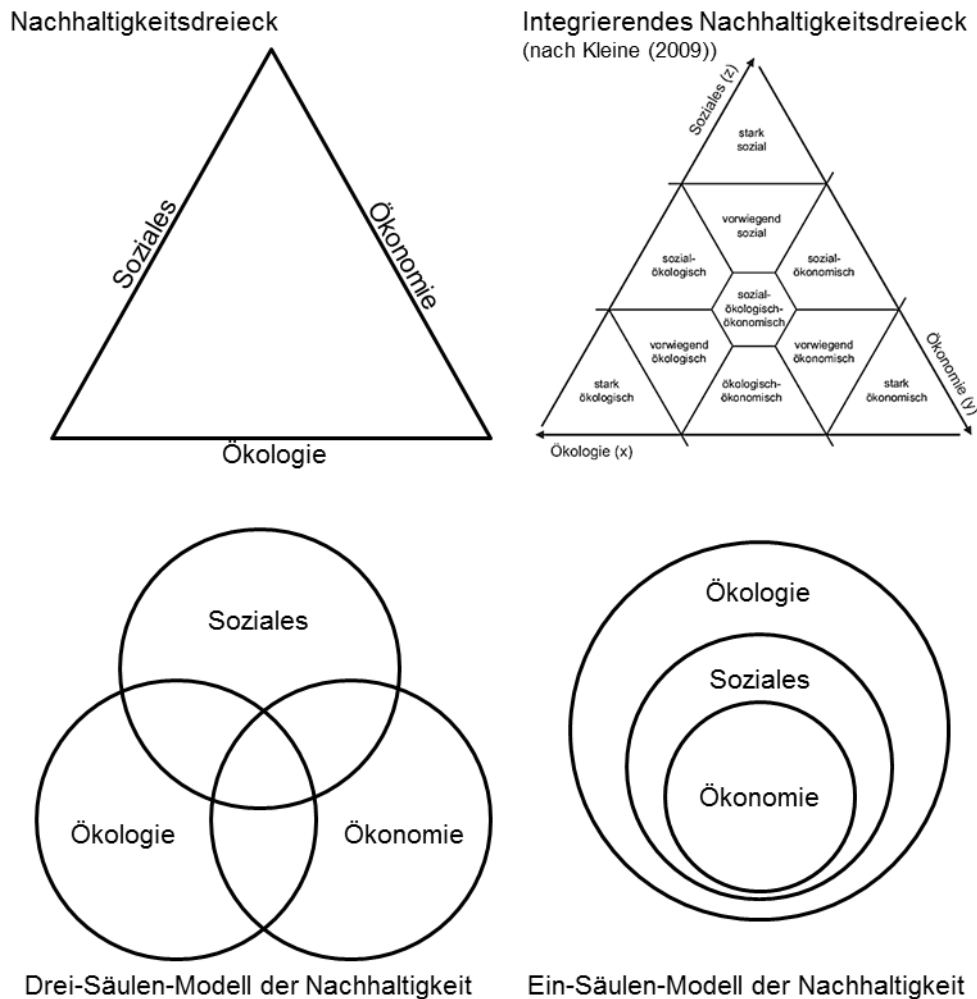 Nachhaltigkeitsdreieck
Soziales
Ökonomie
Ökologie
Integrierendes Nachhaltigkeitsdreieck
(nach Kleine (2009))
Soziales (z)
stark
sozial
vorwiegend
sozial
sozial-
ökologisch
sozial-
ökonomisch
sozial-
ökologisch-
ökonomisch
vorwiegend
ökologisch
vorwiegend
ökonomisch
stark
ökologisch
ökologisch-
ökonomisch
stark
ökonomisch
Ökonomie (y)
Ökologie (x)
Soziales
Ökologie
Ökonomie
Drei-Säulen-Modell der Nachhaltigkeit
Ökologie
Soziales
Ökonomie
Ein-Säulen-Modell der Nachhaltigkeit